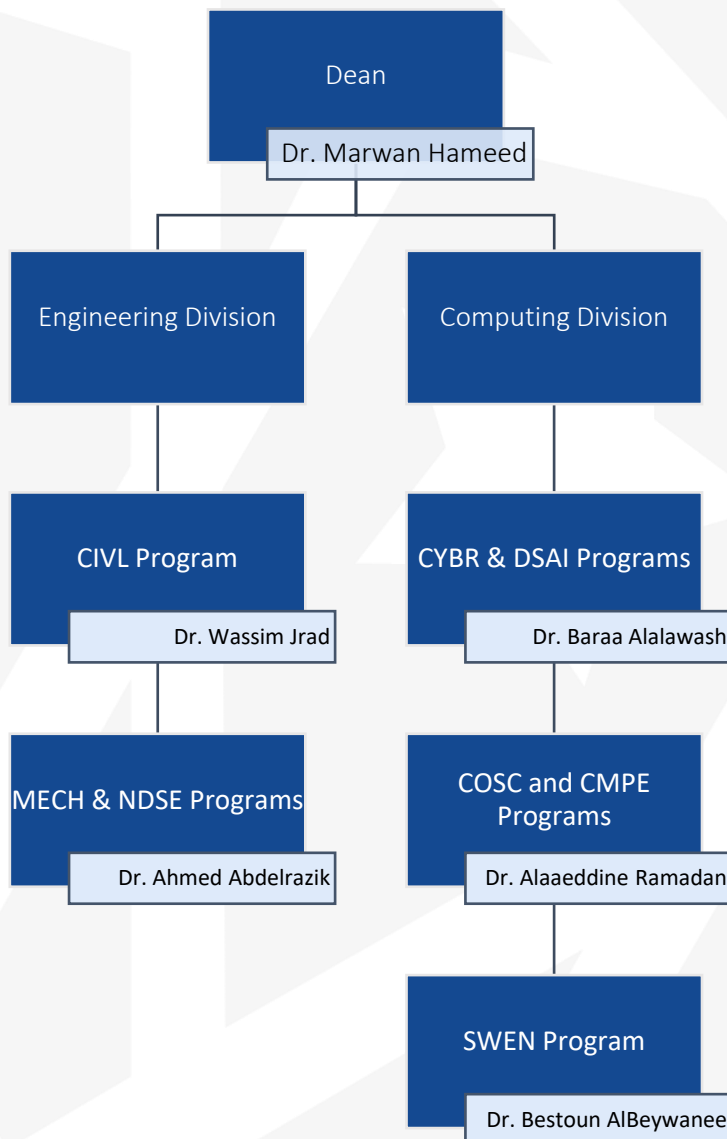 Dean
Dr. Marwan Hameed
Engineering Division
Computing Division
CIVL Program
Dr. Wassim Jrad
CYBR & DSAI Programs
Dr. Baraa Alalawash
MECH & NDSE Programs
Dr. Ahmed Abdelrazik
COSC and CMPE
Programs
Dr. Alaaeddine Ramadan
SWEN Program
Dr. Bestoun AlBeywanee